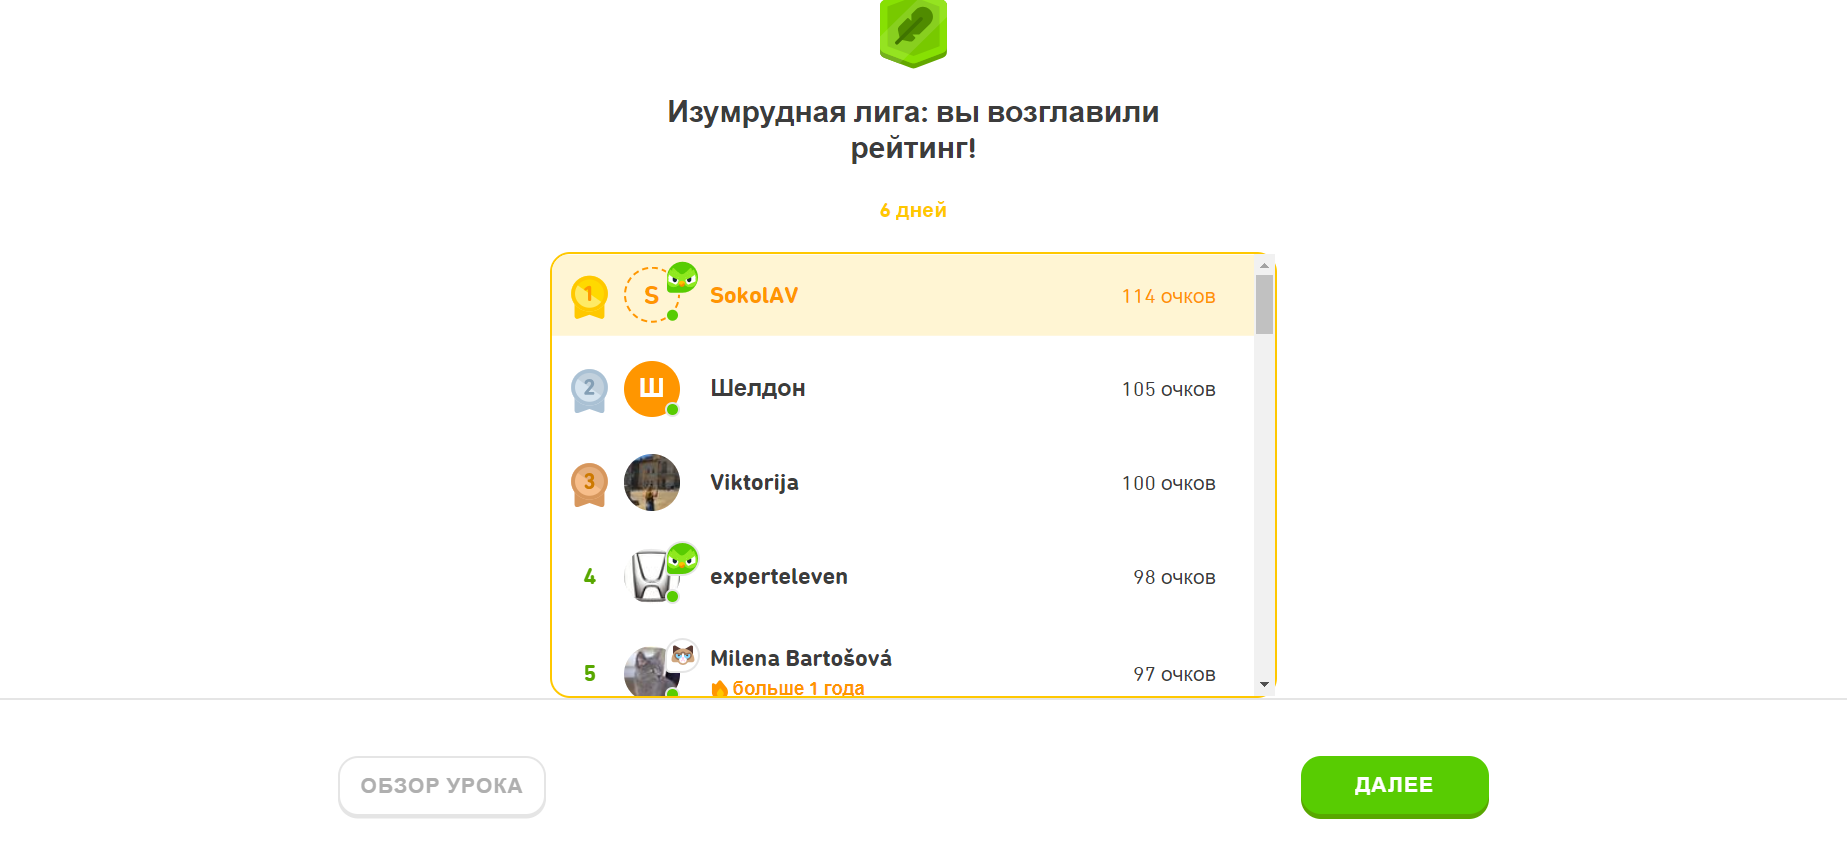 Изумрудная лига: вы возглавили
рейтинг!
6 дней
1 S SokolAV 114 очков
2 Ш Шелдон 105 очков
3 Viktorija 100 очков
4 experteleven 98 очков
5 Milena Bartošová 97 очков
больше 1 года
ОБЗОР УРОКА ДАЛЕЕ